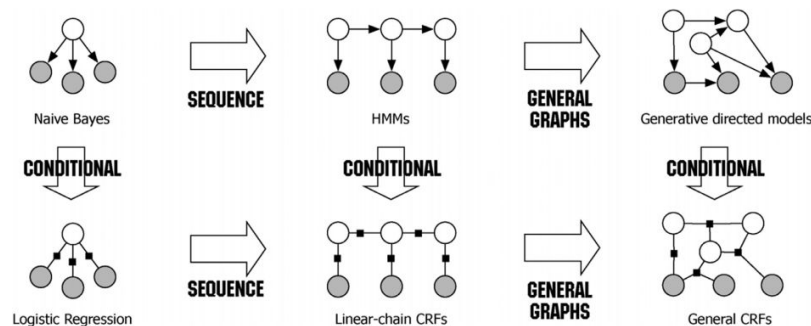 SEQUENCE
GENERAL
GRAPHS
Naive Bayes
HMMs
Generative directed models
CONDITIONAL
CONDITIONAL
CONDITIONAL
SEQUENCE
GENERAL
GRAPHS
Logistic Regression
Linear-chain CRFs
General CRFs